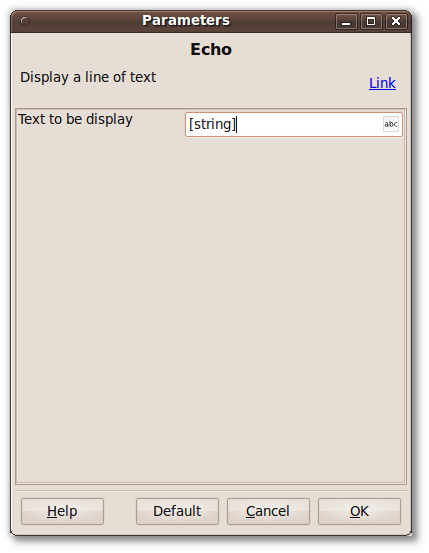 Parameters
Echo
Display a line of text
Link
Text to be display
[string]
abc
Help
Default
Cancel
OK